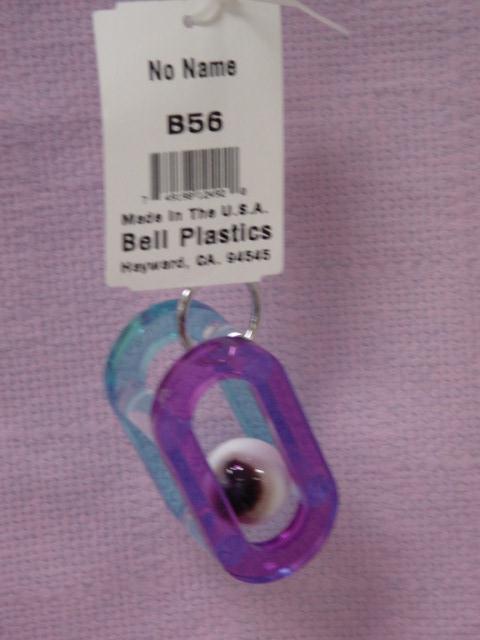 No Name
B56
Made In The U.S.A.
Bell Plastics
Hayward, CA. 94545